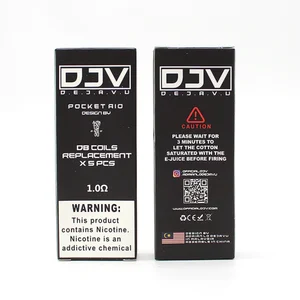 DJV
D.E.J.A.V.U
POCKET AIO
DESIGN BY
DB COILS
REPLACEMENT
X 5 PCS
1.0Ω
WARNING:
This product
contains Nicotine.
Nicotine is an
addictive chemical
DJV
D.E.J.A.V.U
CAUTION
PLEASE WAIT FOR
3 MINUTES TO
LET THE COTTON
SATURATED WITH THE
E-JUICE BEFORE FIRING